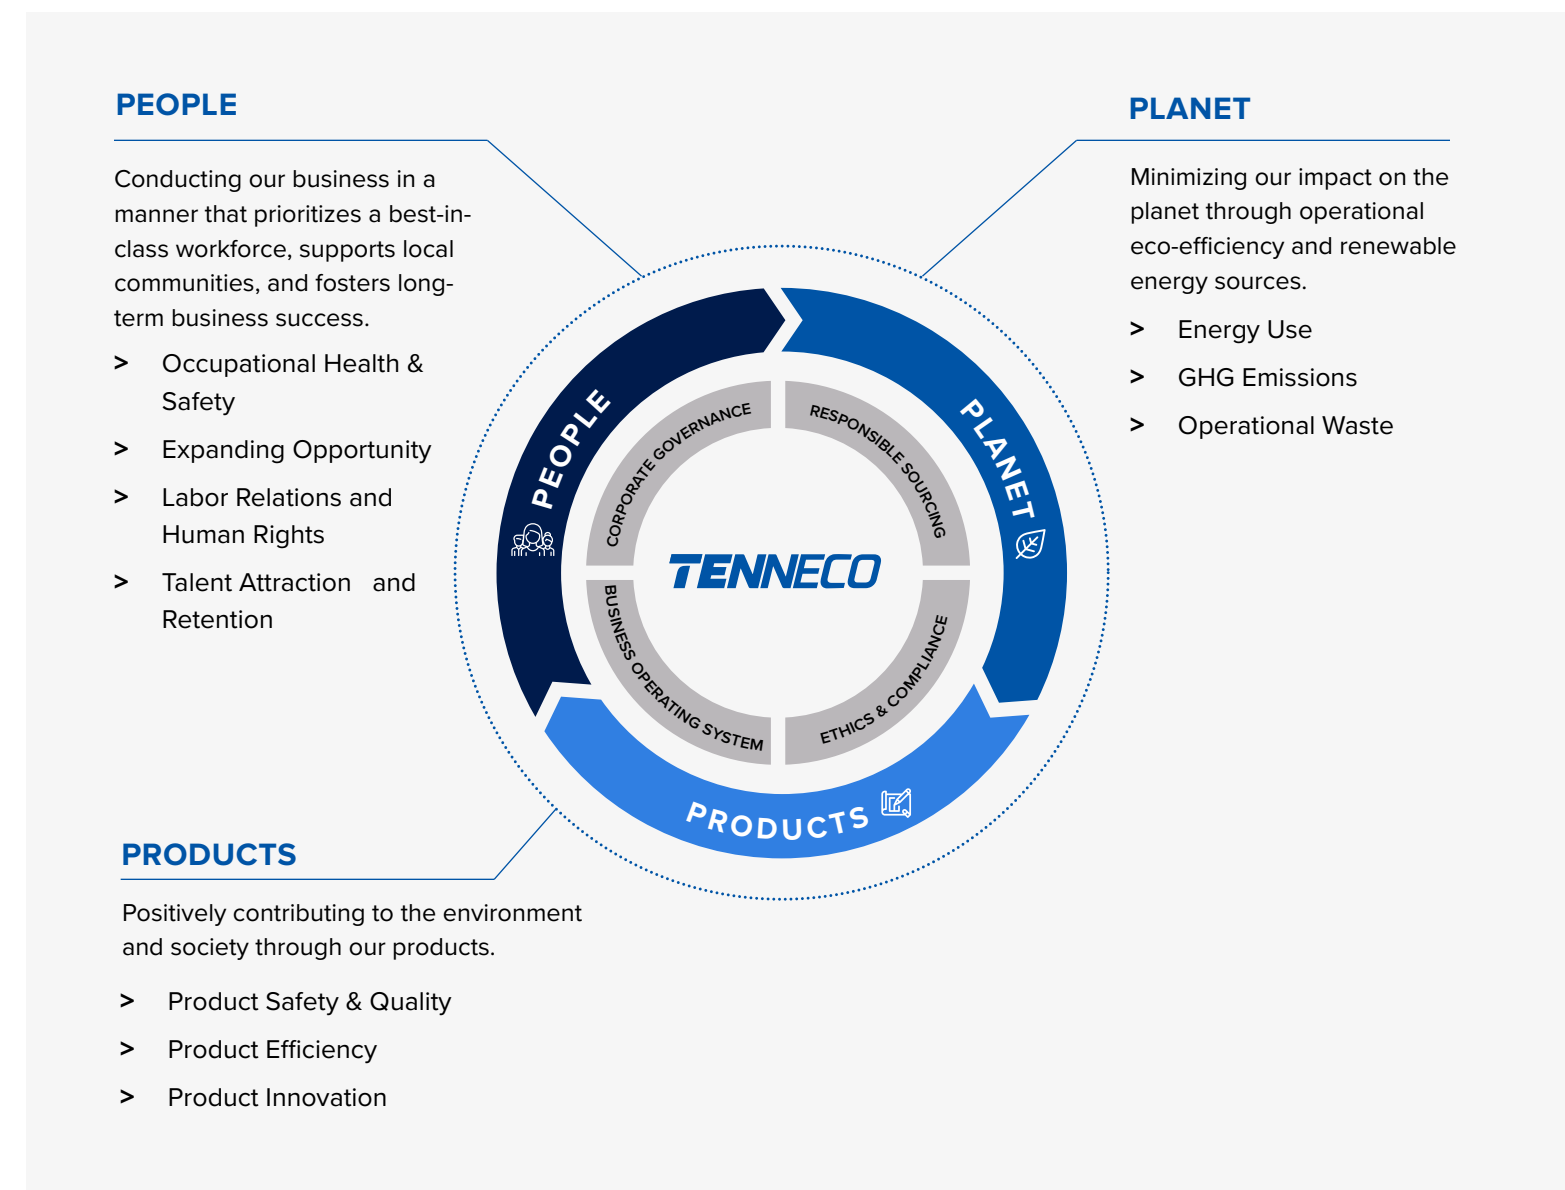 PEOPLE
Conducting our business in a
manner that prioritizes a best-in-
class workforce, supports local
communities, and fosters long-
term business success.
> Occupational Health &
Safety
> Expanding Opportunity
> Labor Relations and
Human Rights
> Talent Attraction and
Retention
PLANET
Minimizing our impact on the
planet through operational
eco-efficiency and renewable
energy sources.
> Energy Use
> GHG Emissions
> Operational Waste
PEOPLE
PLANET
PRODUCTS
CORPORATE GOVERNANCE
RESPONSIBLE SOURCING
BUSINESS OPERATING SYSTEM
ETHICS & COMPLIANCE
TENNECO
PRODUCTS
Positively contributing to the environment
and society through our products.
> Product Safety & Quality
> Product Efficiency
> Product Innovation